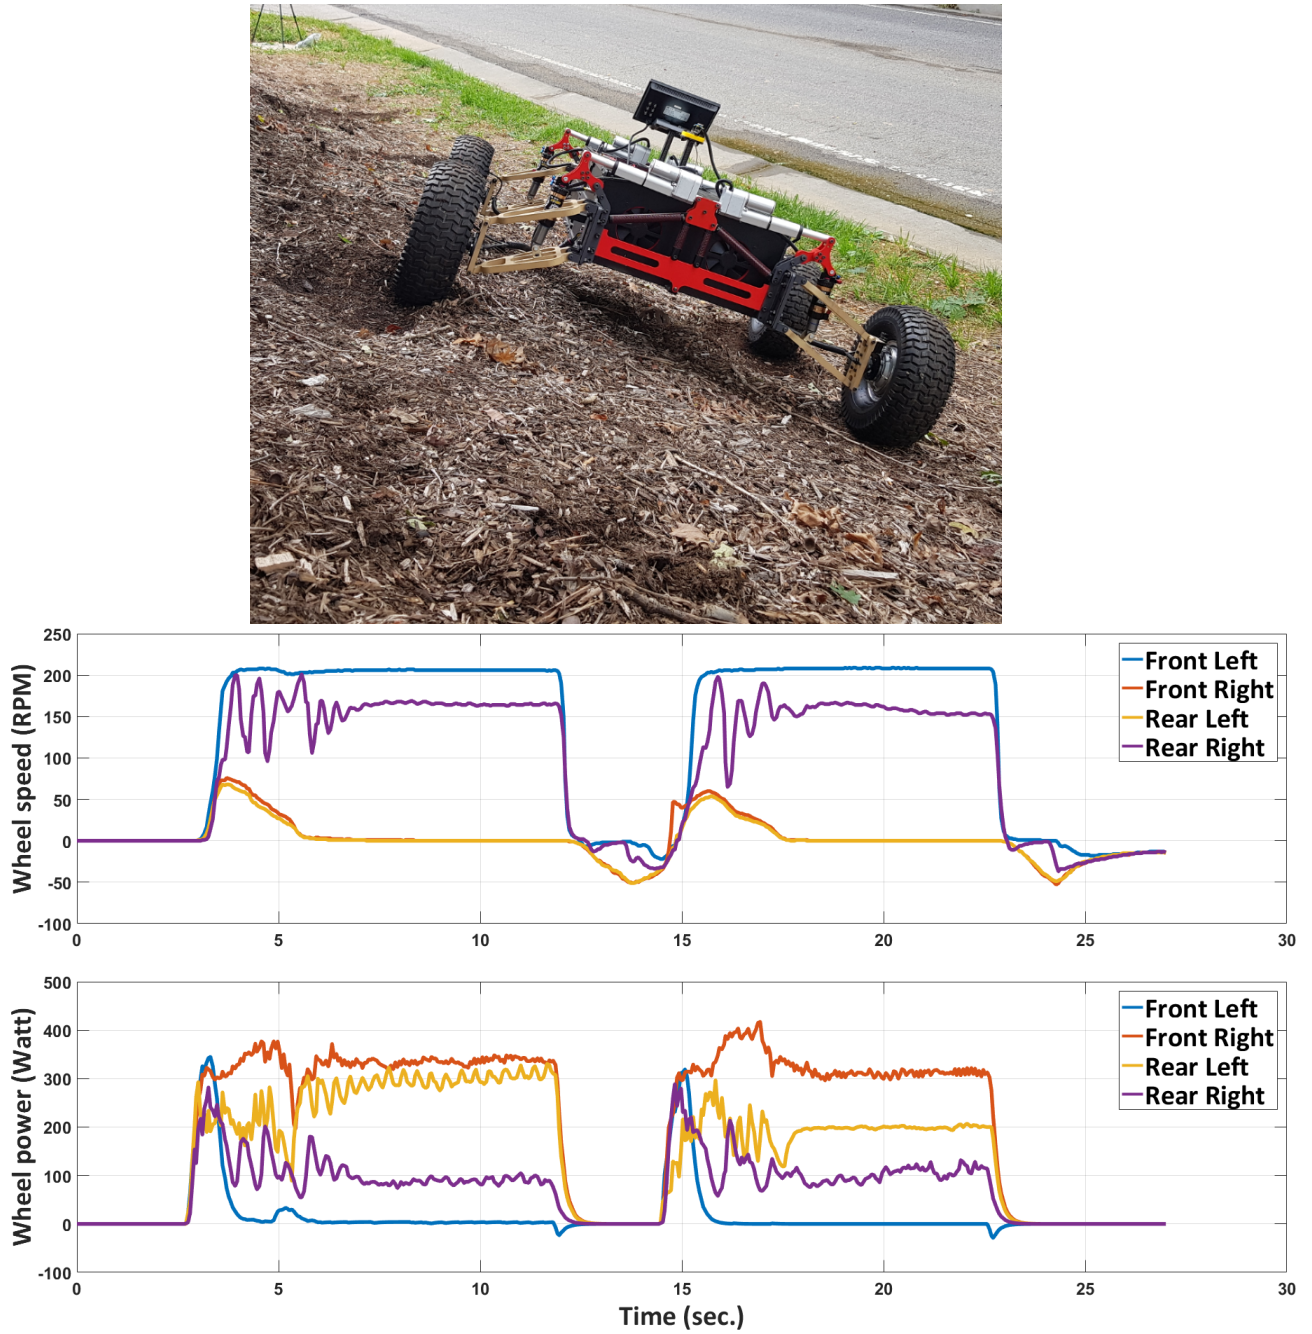 250
200
150
100
50
0
-50
-100
Wheel speed (RPM)
Front Left
Front Right
Rear Left
Rear Right
0 5 10 15 20 25 30
500
400
300
200
100
0
-100
Wheel power (Watt)
Front Left
Front Right
Rear Left
Rear Right
0 5 10 15 20 25 30
Time (sec.)